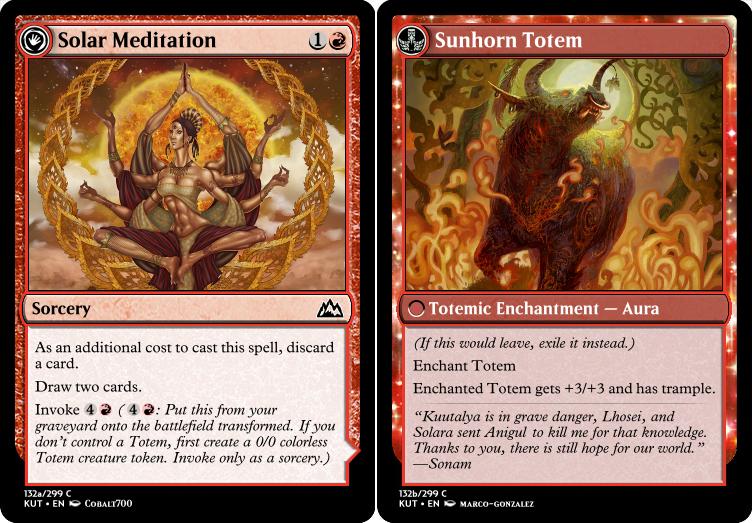 Solar Meditation 1
Sorcery
As an additional cost to cast this spell, discard
a card.
Draw two cards.
Invoke 4 ( 4 : Put this from your
graveyard onto the battlefield transformed. If you
don't control a Totem, first create a 0/0 colorless
Totem creature token. Invoke only as a sorcery.)
132a/299 C
KUT • EN Cobalt700
Sunhorn Totem
Totemic Enchantment — Aura
(If this would leave, exile it instead.)
Enchant Totem
Enchanted Totem gets +3/+3 and has trample.
"Kuutalya is in grave danger, Lhosei, and
Solara sent Anigul to kill me for that knowledge.
Thanks to you, there is still hope for our world."
—Sonam
132b/299 C
KUT • EN marco-gonzalez